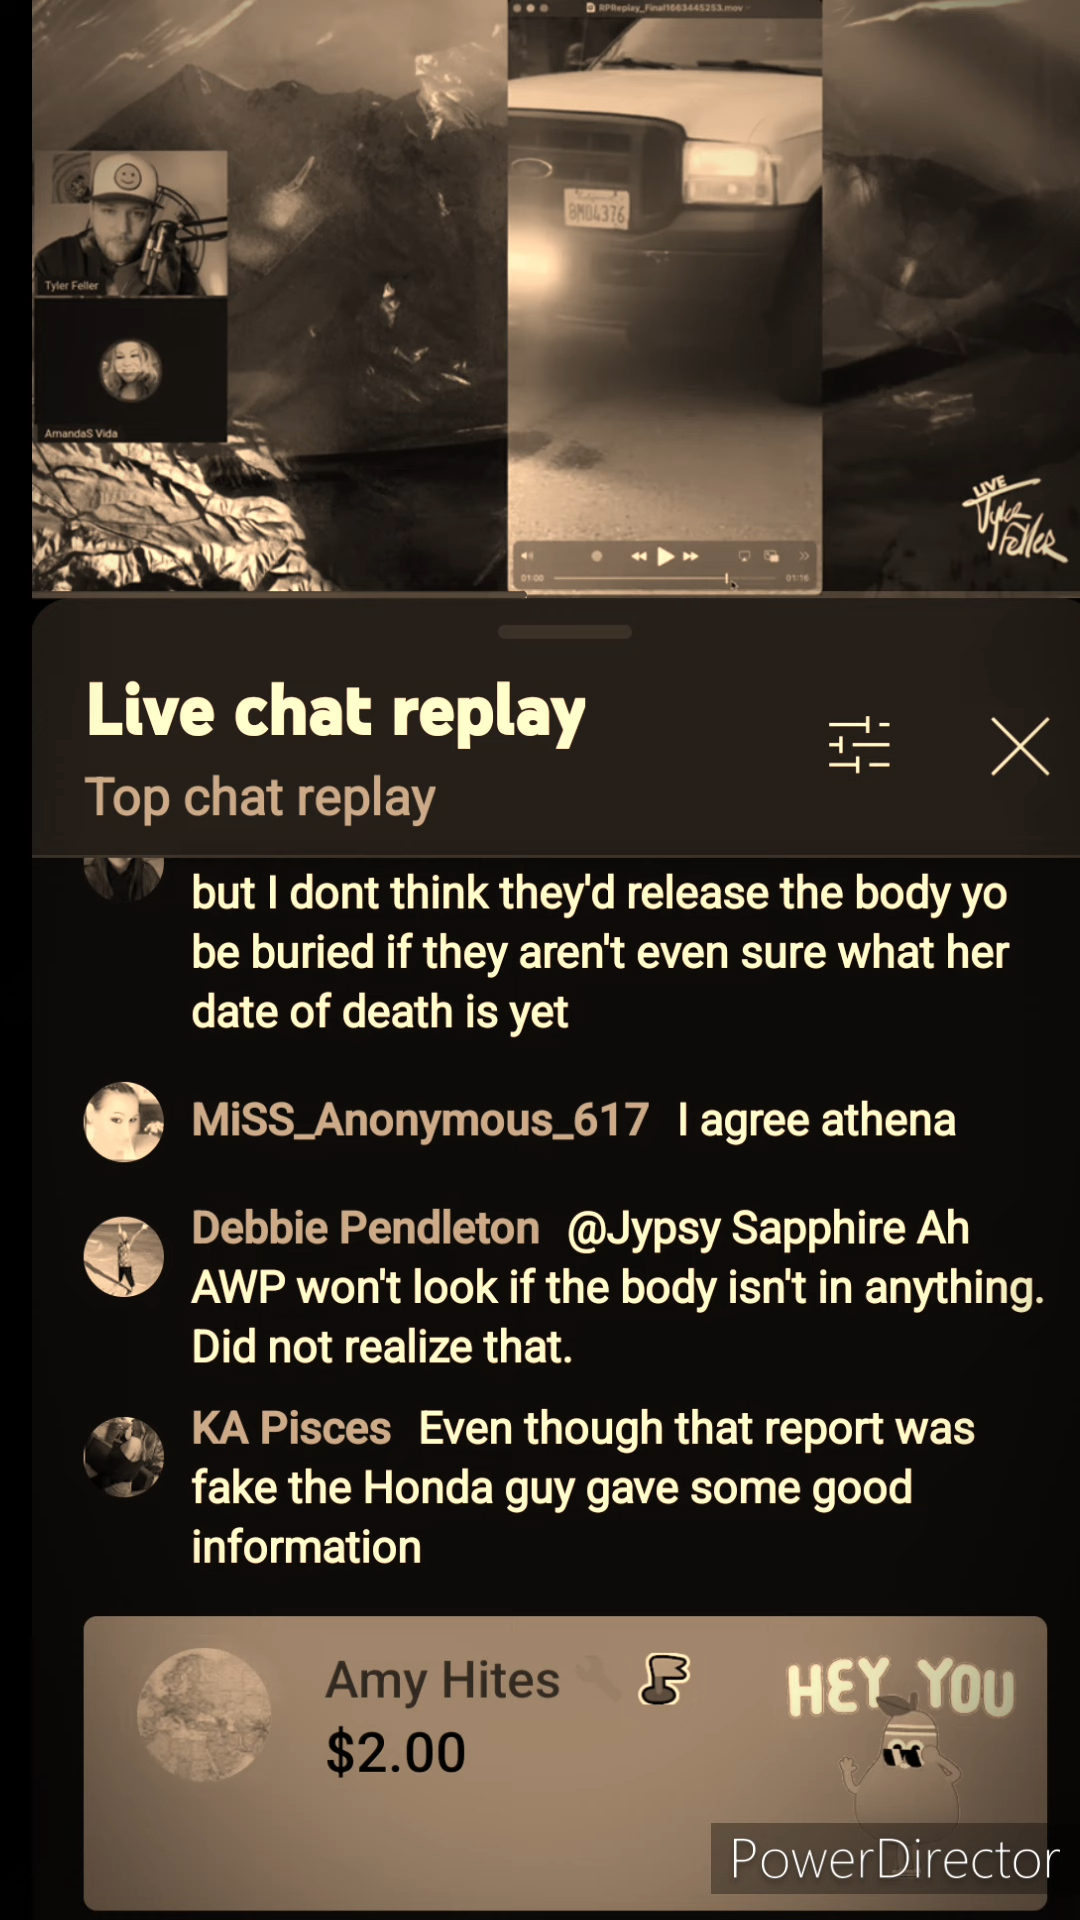 RPReplay_Final1663445253.mov
8M04376
Tyler Feller
AmandaS Vida
LIVE
Tyler
Feller
01:00
01:16
Live chat replay
Top chat replay
but I dont think they'd release the body yo
be buried if they aren't even sure what her
date of death is yet
MiSS_Anonymous_617 I agree athena
Debbie Pendleton @Jypsy Sapphire Ah
AWP won't look if the body isn't in anything.
Did not realize that.
KA Pisces Even though that report was
fake the Honda guy gave some good
information
Amy Hites
$2.00
HEY YOU
PowerDirector